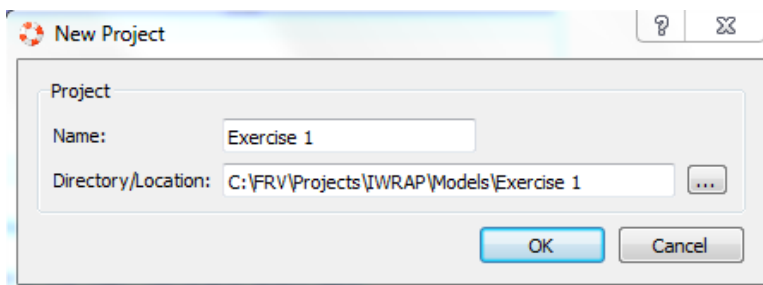 New Project
Project
Name: Exercise 1
Directory/Location: C:\FRV\Projects\IWRAP\Models\Exercise 1 ...
OK Cancel